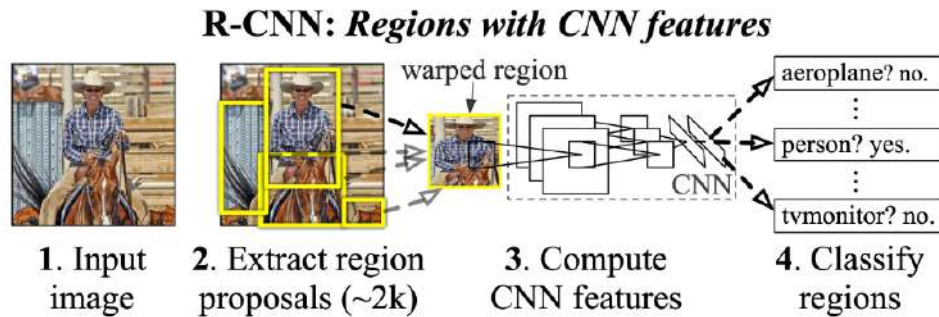 R-CNN: Regions with CNN features
warped region
aeroplane? no.
person? yes.
tvmonitor? no.
CNN
1. Input
image
2. Extract region
proposals (~2k)
3. Compute
CNN features
4. Classify
regions